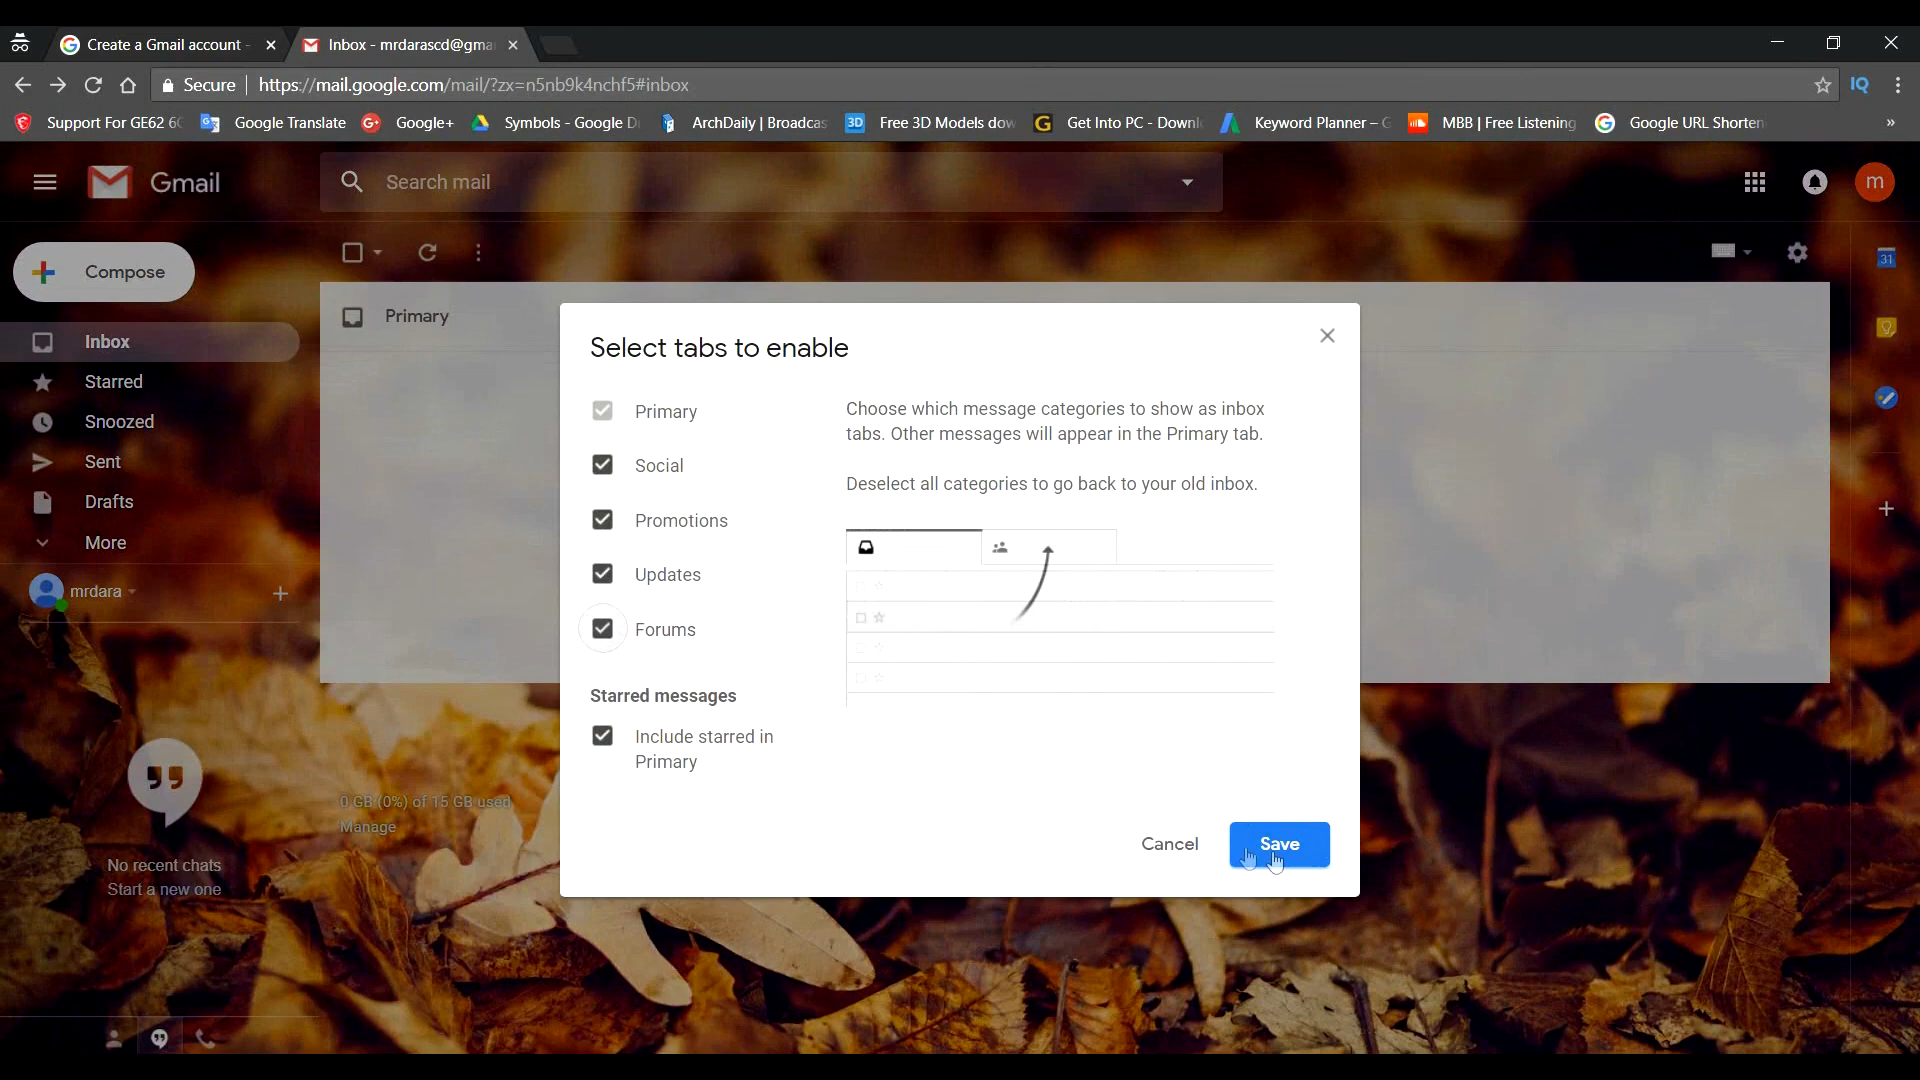 Create a Gmail account -
Inbox - mrdarascd@gma
Secure
https://mail.google.com/mail/?zx=n5nb9k4nchf5#inbox
IQ
Support For GE62 6
Google Translate
Google+
Symbols - Google D
3D
ArchDaily | Broadcas
Free 3D Models dow
Get Into PC - Downl
Keyword Planner – G
MBB | Free Listening
Google URL Shorten
»
Gmail
Search mail
m
Compose
31
Primary
Inbox
Starred
Snoozed
Sent
Drafts
More
mrdara
Select tabs to enable
Primary
Social
Promotions
Updates
Forums
Choose which message categories to show as inbox
tabs. Other messages will appear in the Primary tab.
Deselect all categories to go back to your old inbox.
Starred messages
Include starred in
Primary
Cancel
Save
0 GB (0%) of 15 GB used
Manage
No recent chats
Start a new one